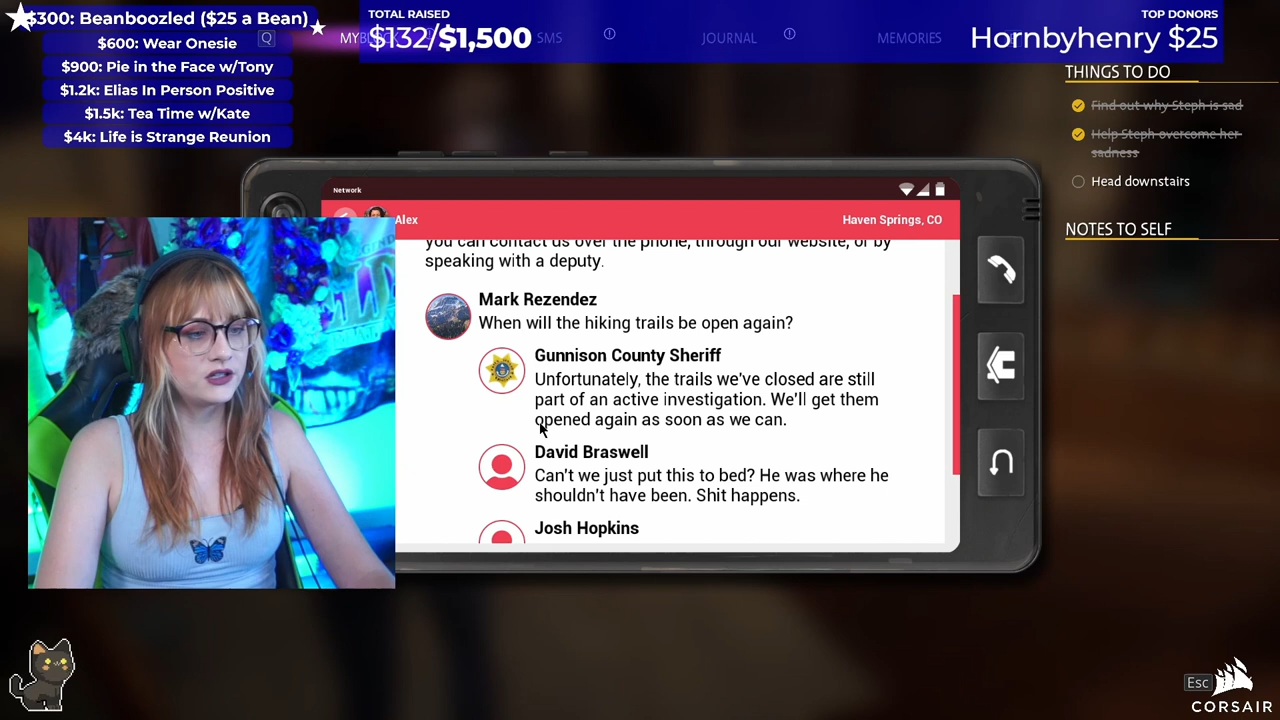 $300: Beanboozled ($25 a Bean)
$600: Wear Onesie
Q
$900: Pie in the Face w/Tony
$1.2k: Elias In Person Positive
$1.5k: Tea Time w/Kate
$4k: Life is Strange Reunion
TOTAL RAISED
$132/$1,500
MY
SMS
JOURNAL
MEMORIES
TOP DONORS
Hornbyhenry $25
THINGS TO DO
Find out why Steph is sad
Help Steph overcome her
sadness
Head downstairs
NOTES TO SELF
Network
Alex
Haven Springs, CO
you can contact us over the phone, through our website, or by
speaking with a deputy.
Mark Rezendez
When will the hiking trails be open again?
Gunnison County Sheriff
Unfortunately, the trails we've closed are still
part of an active investigation. We'll get them
opened again as soon as we can.
David Braswell
Can't we just put this to bed? He was where he
shouldn't have been. Shit happens.
Josh Hopkins
Esc
CORSAIR